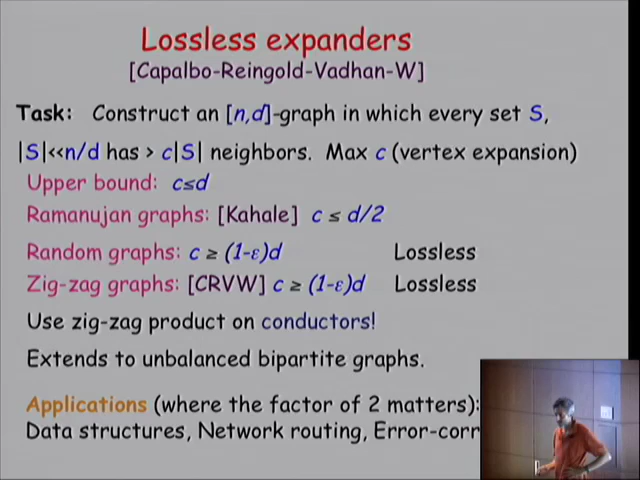 Lossless expanders
[Capalbo-Reingold-Vadhan-W]
Task: Construct an [n,d]-graph in which every set S,
|S|<<n/d has > c|S| neighbors. Max c (vertex expansion)
Upper bound: c≤d
Ramanujan graphs: [Kahale] c ≤ d/2
Random graphs: c ≥ (1-ε)d Lossless
Zig-zag graphs: [CRVW] c ≥ (1-ε)d Lossless
Use zig-zag product on conductors!
Extends to unbalanced bipartite graphs.
Applications (where the factor of 2 matters):
Data structures, Network routing, Error-corr